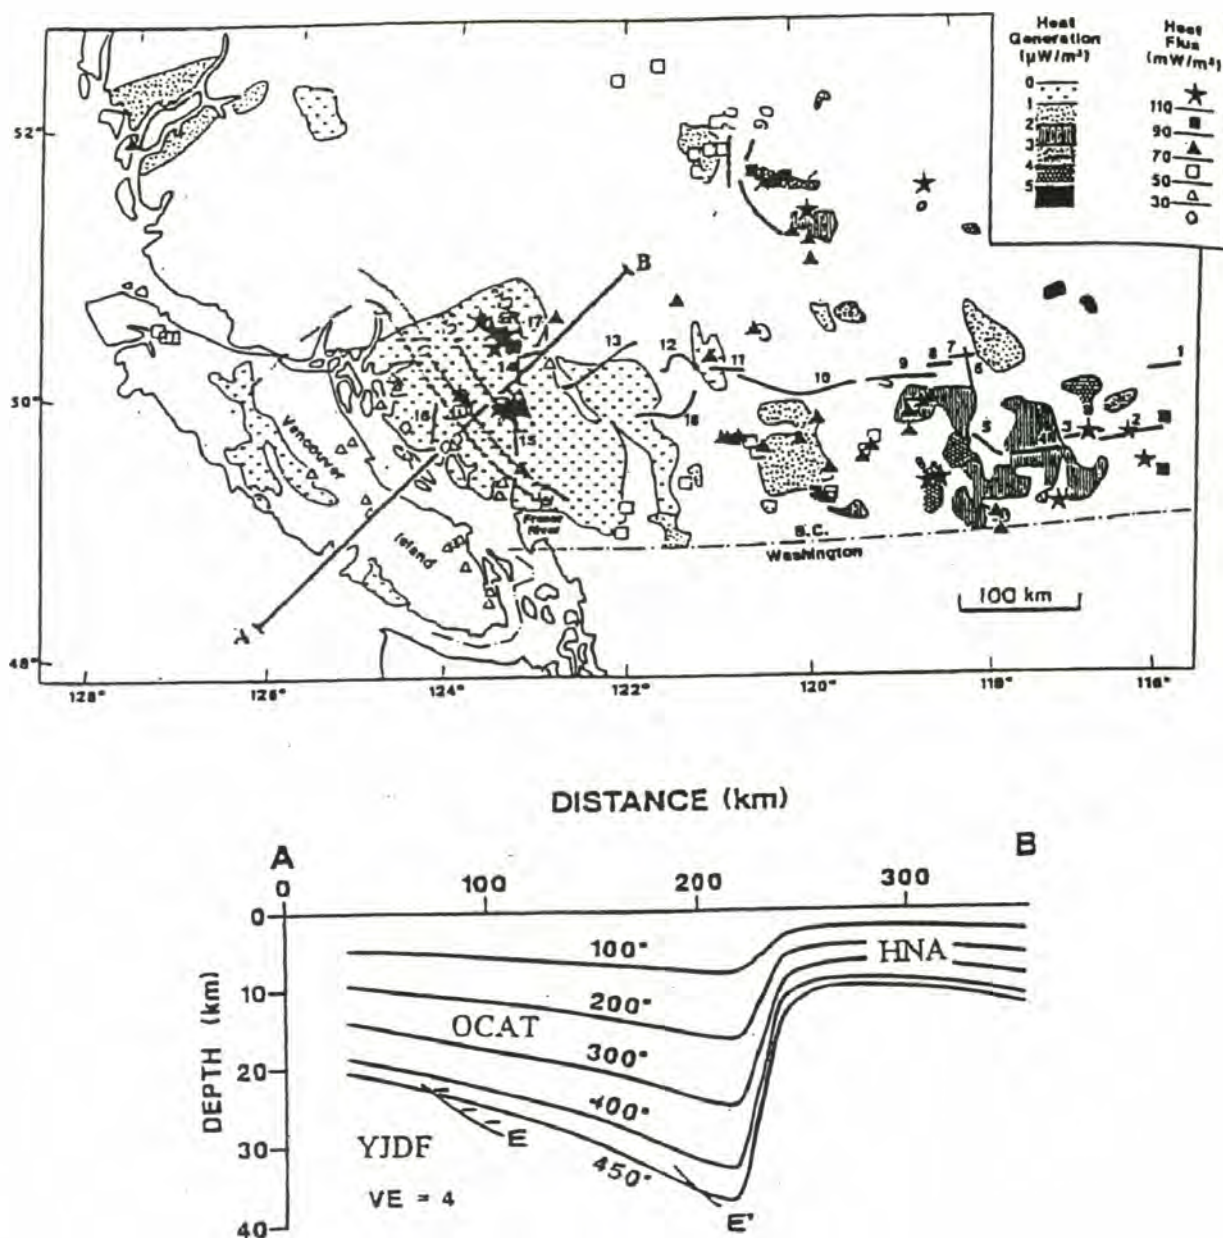 Heat
Generation
(µW/m³)
0
1
2
3
4
5
Heat
Flux
(mW/m²)
110
90
70
50
30
52°
50°
48°
128°
126°
124°
122°
120°
118°
116°
A
B
Vancouver
Island
Fraser
River
B.C.
Washington
100 km
1
2
3
4
5
6
7
8
9
10
11
12
13
14
15
16
17
18
DISTANCE (km)
A
B
0
100
200
300
DEPTH (km)
0
10
20
30
40
100°
200°
300°
400°
450°
OCAT
HNA
YJDF
VE = 4
E
E'